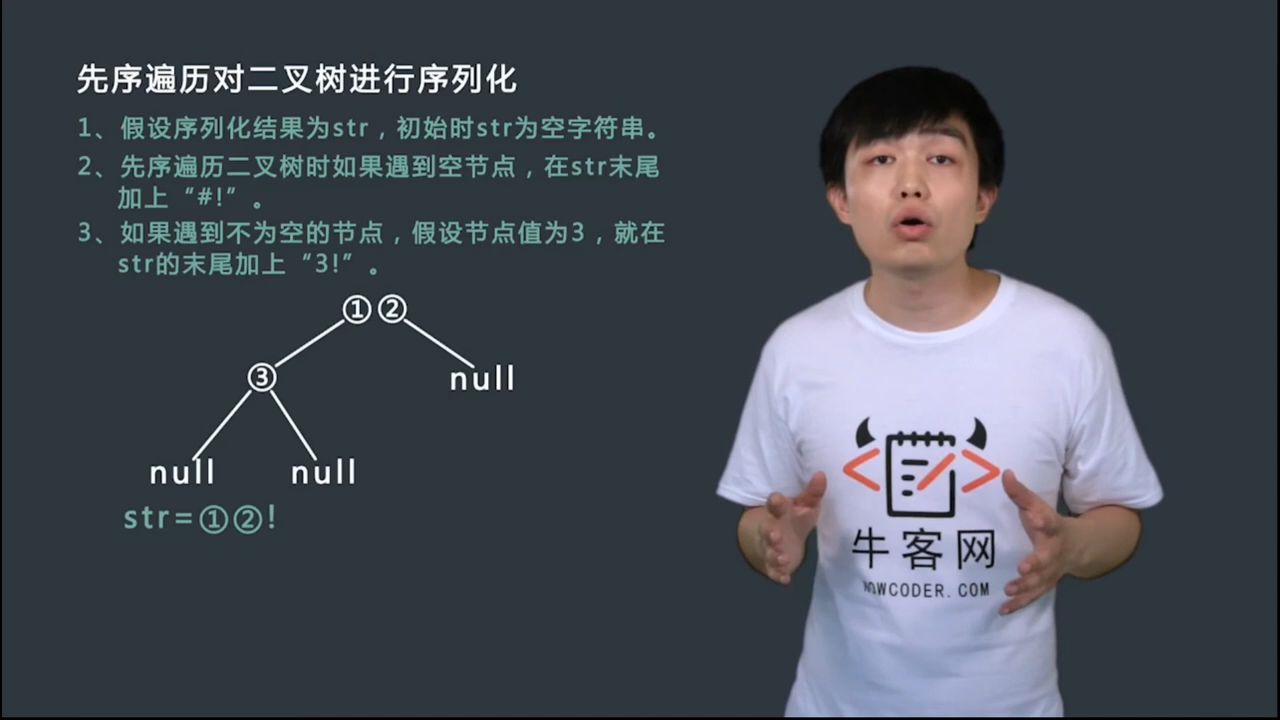 先序遍历对二叉树进行序列化
1、假设序列化结果为str，初始时str为空字符串。
2、先序遍历二叉树时如果遇到空节点，在str末尾
加上“#!”。
3、如果遇到不为空的节点，假设节点值为3，就在
str的末尾加上“3!”。
①②
③ null
null null
str=①②!
牛客网
NOWCODER.COM